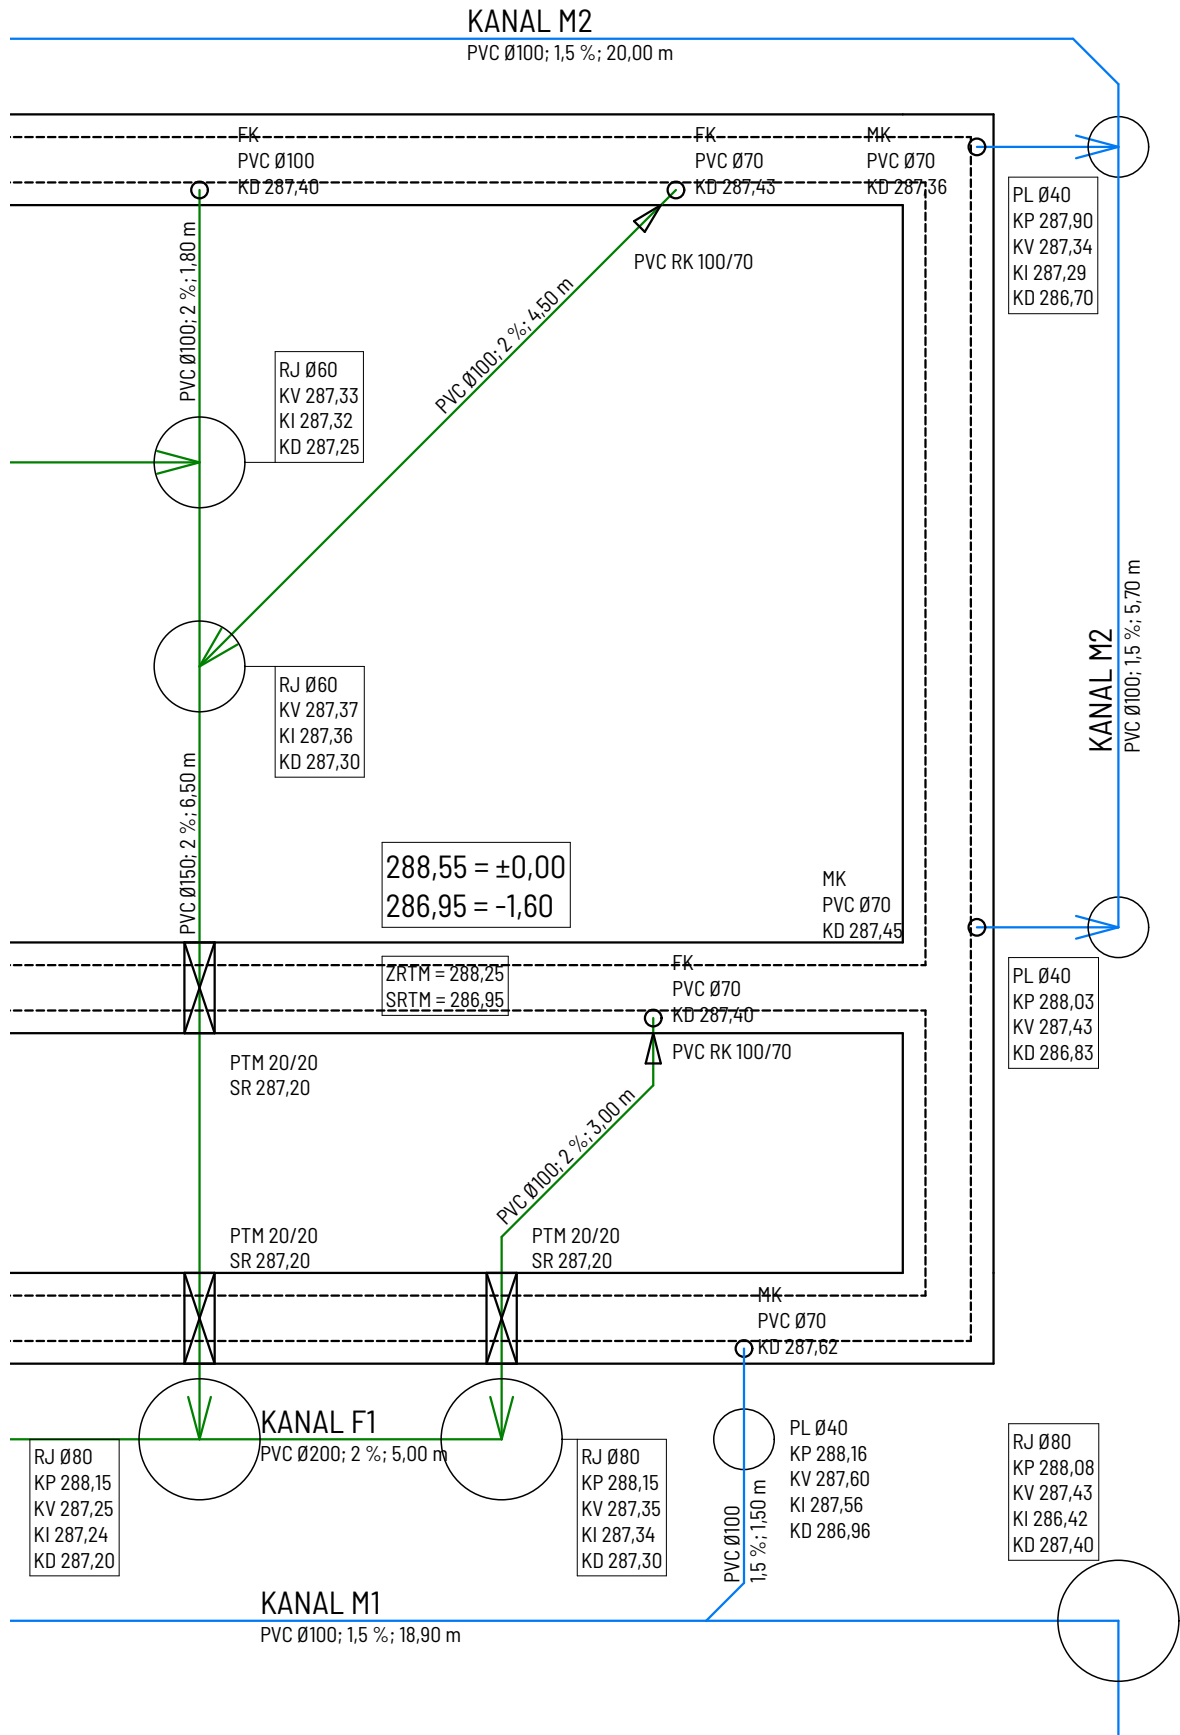 KANAL M2
PVC Ø100; 1,5 %; 20,00 m
FK
PVC Ø100
KD 287,40
FK
PVC Ø70
KD 287,43
MK
PVC Ø70
KD 287,36
PL Ø40
KP 287,90
KV 287,34
KI 287,29
KD 286,70
PVC Ø100; 2 %; 1,80 m
PVC RK 100/70
PVC Ø100; 2 %; 4,50 m
RJ Ø60
KV 287,33
KI 287,32
KD 287,25
RJ Ø60
KV 287,37
KI 287,36
KD 287,30
KANAL M2
PVC Ø100; 1,5 %; 5,70 m
PVC Ø150; 2 %; 6,50 m
288,55 = ±0,00
286,95 = -1,60
MK
PVC Ø70
KD 287,45
ZRTM = 288,25
SRTM = 286,95
FK
PVC Ø70
KD 287,40
PVC RK 100/70
PL Ø40
KP 288,03
KV 287,43
KD 286,83
PTM 20/20
SR 287,20
PVC Ø100; 2 %; 3,00 m
PTM 20/20
SR 287,20
PTM 20/20
SR 287,20
MK
PVC Ø70
KD 287,62
KANAL F1
PVC Ø200; 2 %; 5,00 m
RJ Ø80
KP 288,15
KV 287,25
KI 287,24
KD 287,20
RJ Ø80
KP 288,15
KV 287,35
KI 287,34
KD 287,30
PL Ø40
KP 288,16
KV 287,60
KI 287,56
KD 286,96
PVC Ø100
1,5 %; 1,50 m
RJ Ø80
KP 288,08
KV 287,43
KI 286,42
KD 287,40
KANAL M1
PVC Ø100; 1,5 %; 18,90 m